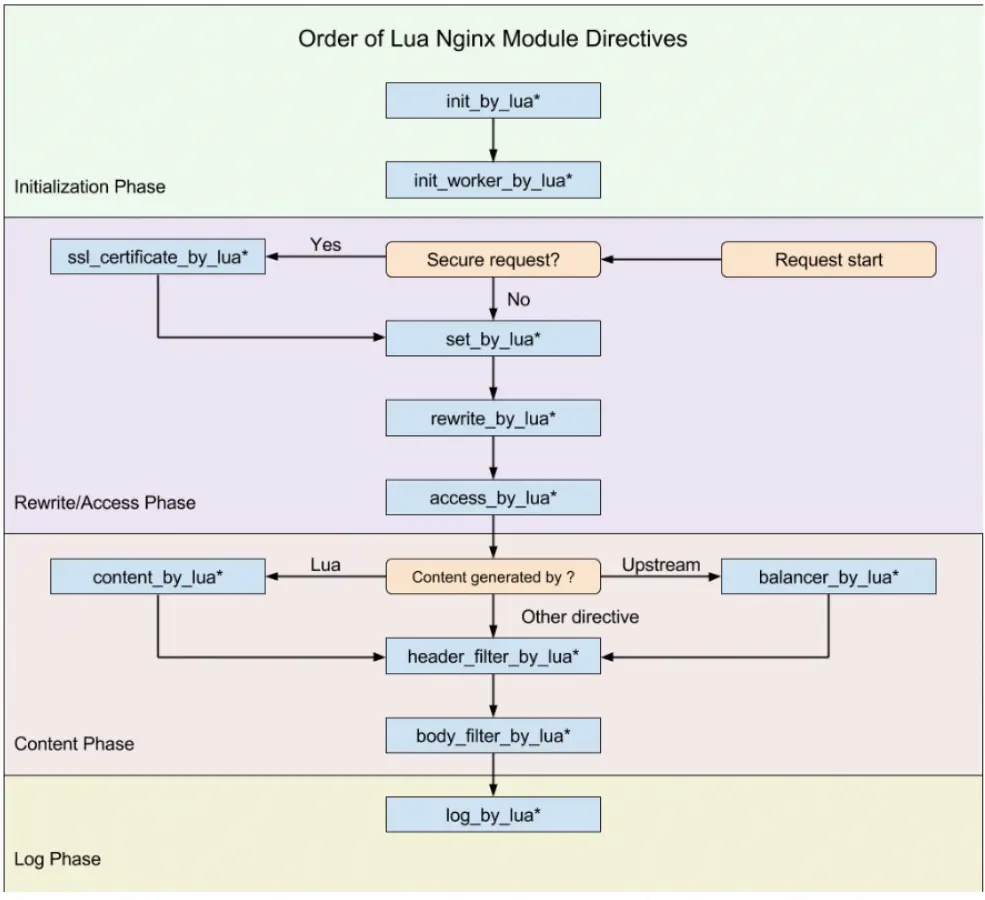 Order of Lua Nginx Module Directives
init_by_lua*
init_worker_by_lua*
Initialization Phase
ssl_certificate_by_lua*
Yes
Secure request?
Request start
No
set_by_lua*
rewrite_by_lua*
access_by_lua*
Rewrite/Access Phase
content_by_lua*
Lua
Content generated by ?
Upstream
balancer_by_lua*
Other directive
header_filter_by_lua*
body_filter_by_lua*
Content Phase
log_by_lua*
Log Phase